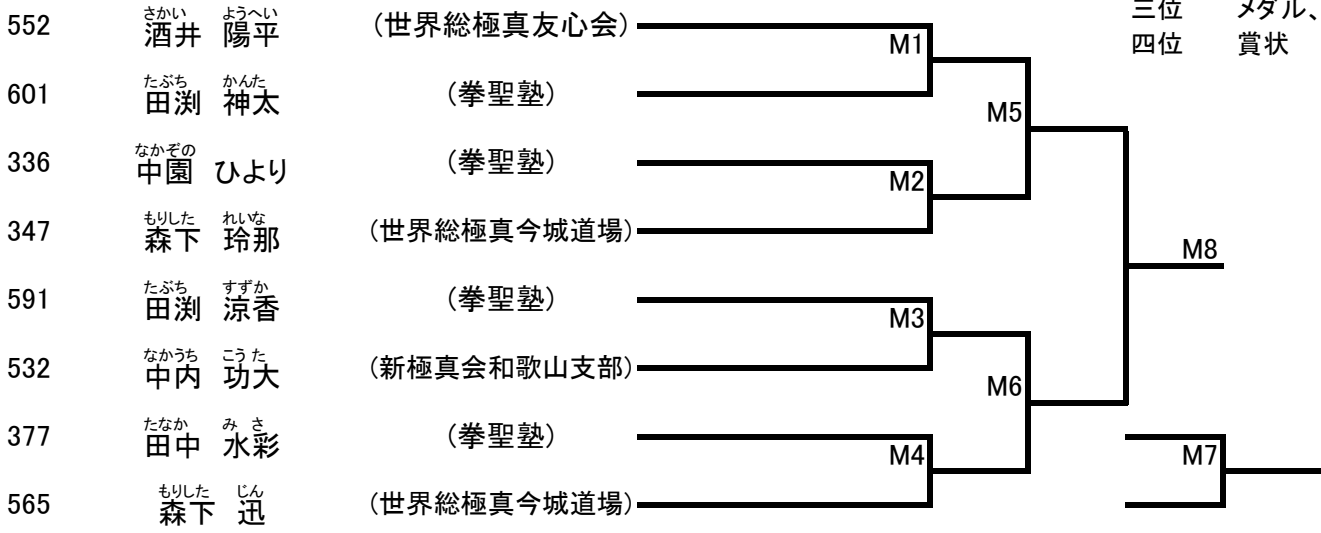 三位 メダル、
四位 賞状
さかい ようへい
552 酒井 陽平 (世界総極真友心会)
M1
たぶち かんた
601 田渕 神太 (拳聖塾)
M5
なかぞの
336 中園 ひより (拳聖塾)
M2
もりした れいな
347 森下 玲那 (世界総極真今城道場)
M8
たぶち すずか
591 田渕 涼香 (拳聖塾)
M3
なかうち こうた
532 中内 功大 (新極真会和歌山支部)
M6
たなか みさ
377 田中 水彩 (拳聖塾)
M4 M7
もりした じん
565 森下 迅 (世界総極真今城道場)